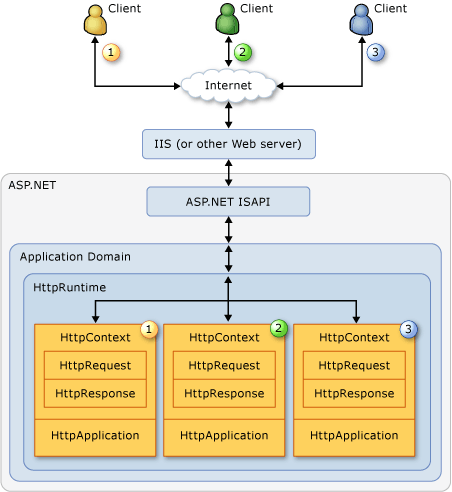 Client Client Client
1 2 3
Internet
IIS (or other Web server)
ASP.NET
ASP.NET ISAPI
Application Domain
HttpRuntime
1 2 3
HttpContext HttpContext HttpContext
HttpRequest HttpRequest HttpRequest
HttpResponse HttpResponse HttpResponse
HttpApplication HttpApplication HttpApplication